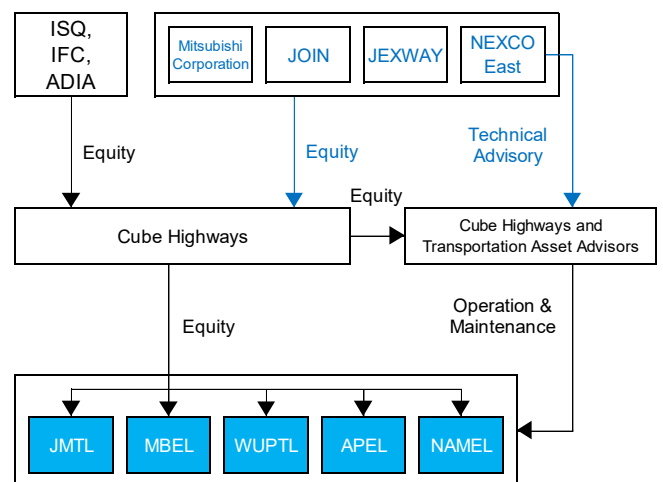 ISQ,
IFC,
ADIA
Mitsubishi
Corporation
JOIN
JEXWAY
NEXCO
East
Equity
Equity
Technical
Advisory
Equity
Cube Highways
Cube Highways and
Transportation Asset Advisors
Equity
Operation &
Maintenance
JMTL
MBEL
WUPTL
APEL
NAMEL